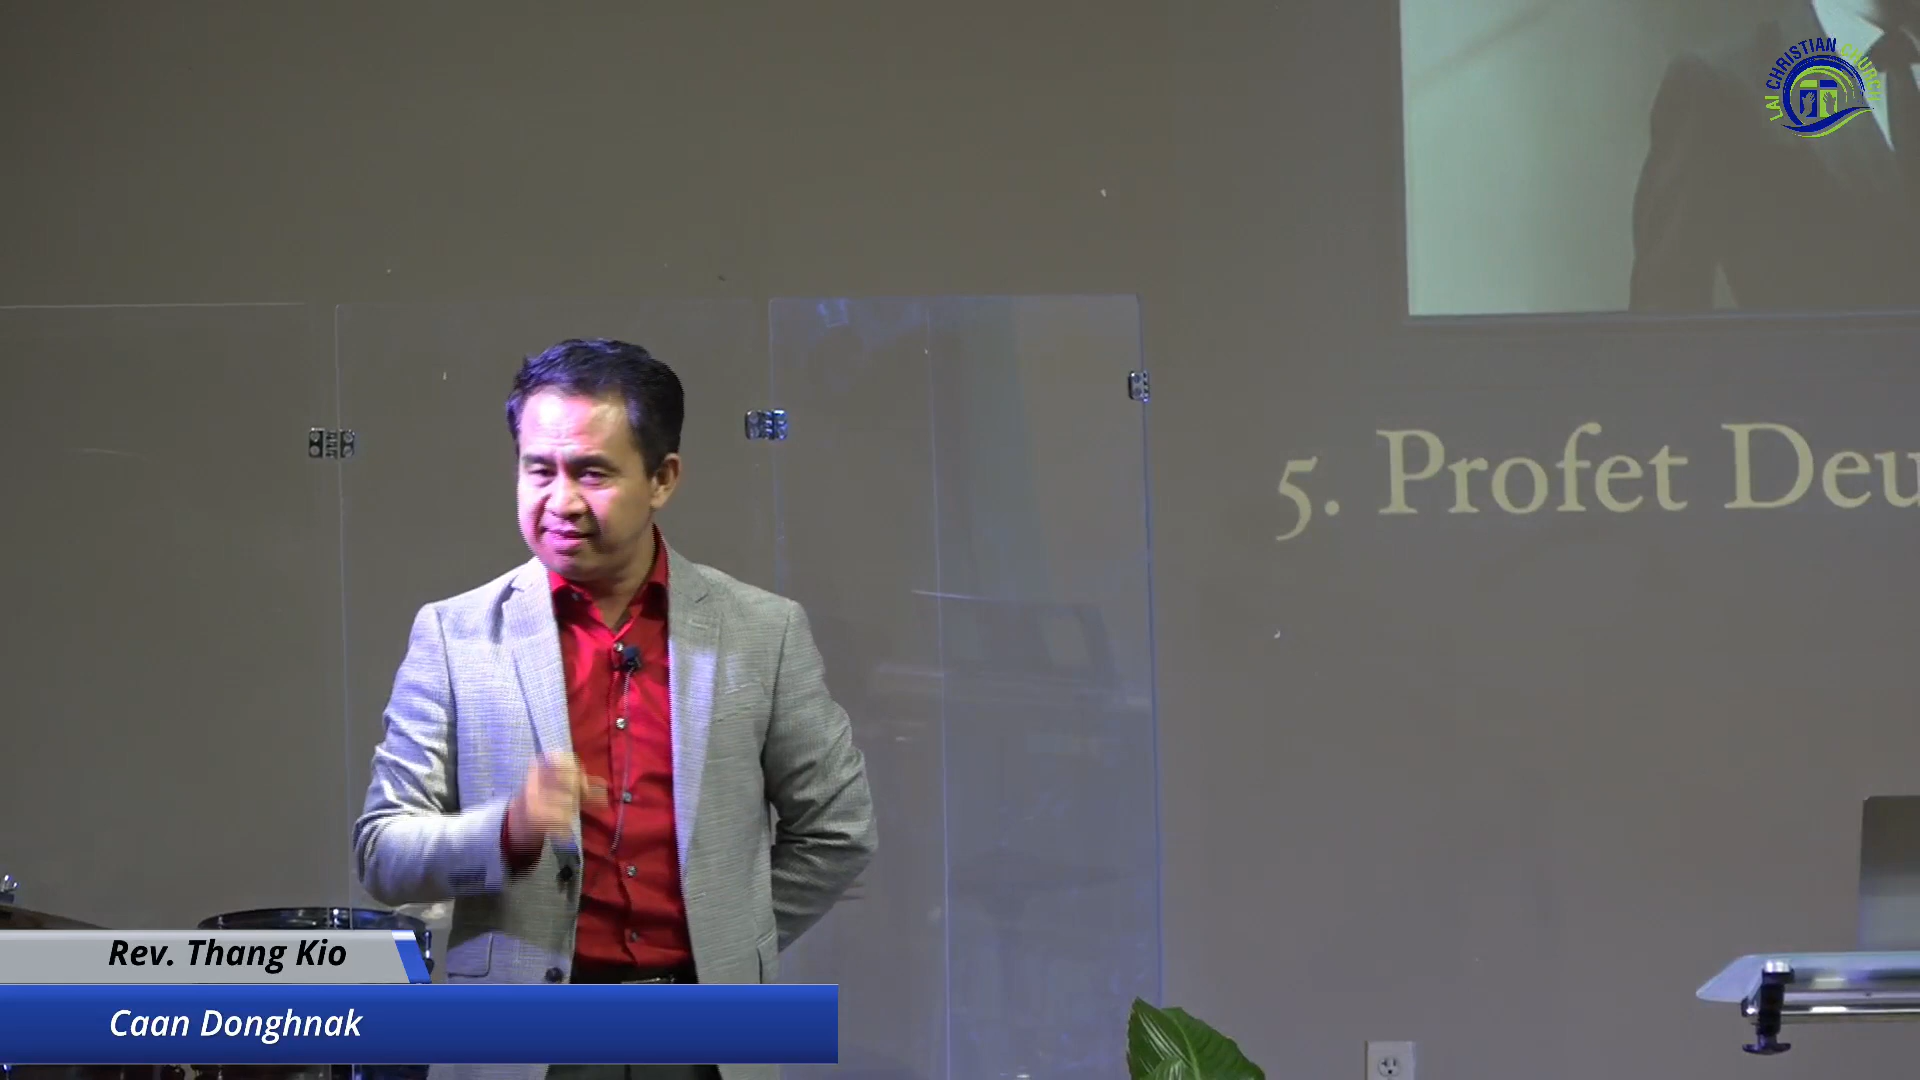 LAI CHRISTIAN CHURCH
5. Profet Deu
Rev. Thang Kio
Caan Donghnak